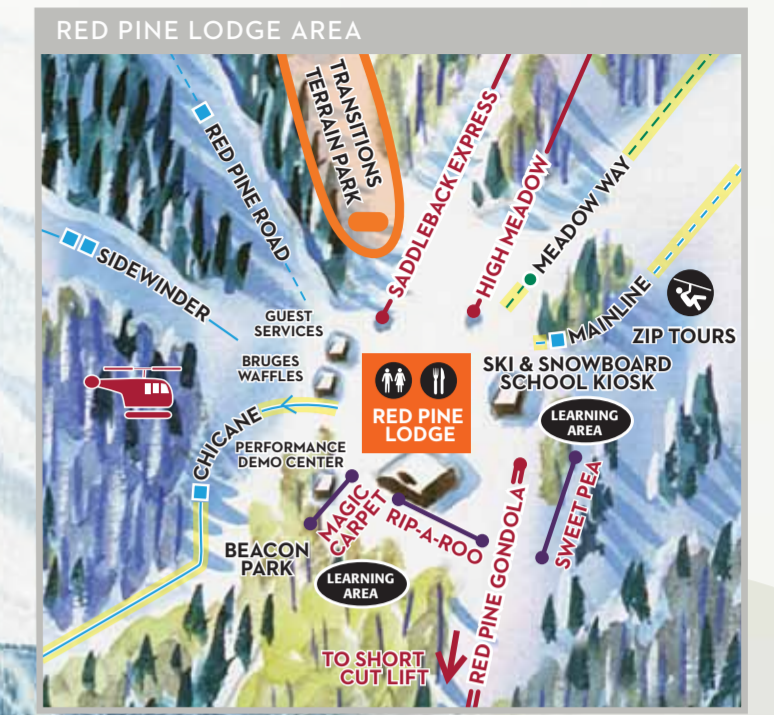 RED PINE LODGE AREA
TRANSITIONS
TERRAIN PARK
RED PINE ROAD
SADDLEBACK EXPRESS
HIGH MEADOW
MEADOW WAY
SIDEWINDER
MAINLINE
ZIP TOURS
GUEST
SERVICES
BRUGES
WAFFLES
SKI & SNOWBOARD
SCHOOL KIOSK
RED PINE
LODGE
LEARNING
AREA
CHICANE
PERFORMANCE
DEMO CENTER
MAGIC
CARPET
RIP-A-ROO
SWEET PEA
BEACON
PARK
LEARNING
AREA
RED PINE GONDOLA
TO SHORT
CUT LIFT